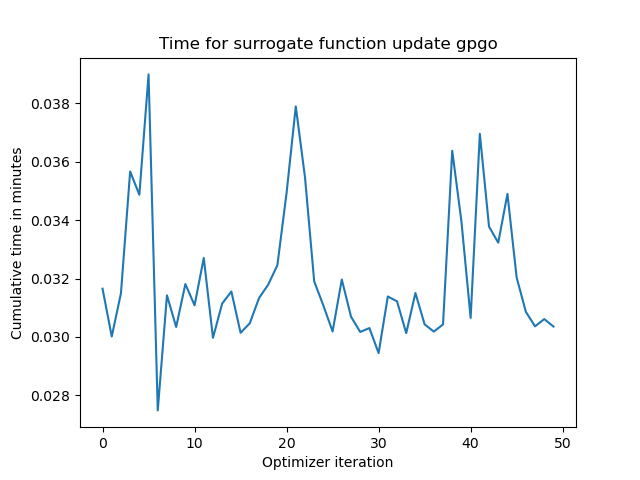 Time for surrogate function update gpgo
Cumulative time in minutes
0.038
0.036
0.034
0.032
0.030
0.028
0 10 20 30 40 50
Optimizer iteration